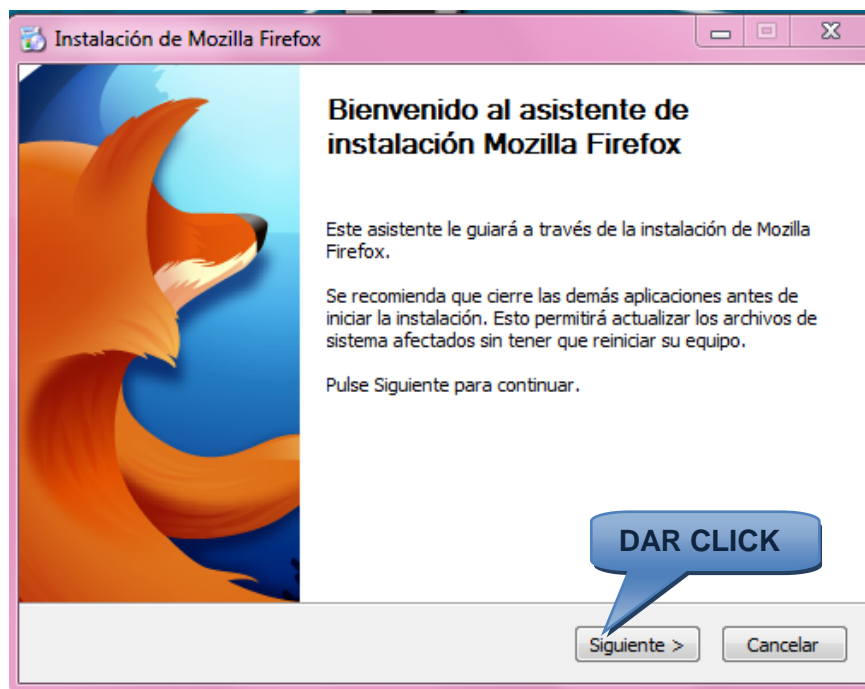 Instalación de Mozilla Firefox
Bienvenido al asistente de
instalación Mozilla Firefox
Este asistente le guiará a través de la instalación de Mozilla
Firefox.
Se recomienda que cierre las demás aplicaciones antes de
iniciar la instalación. Esto permitirá actualizar los archivos de
sistema afectados sin tener que reiniciar su equipo.
Pulse Siguiente para continuar.
DAR CLICK
Siguiente > Cancelar